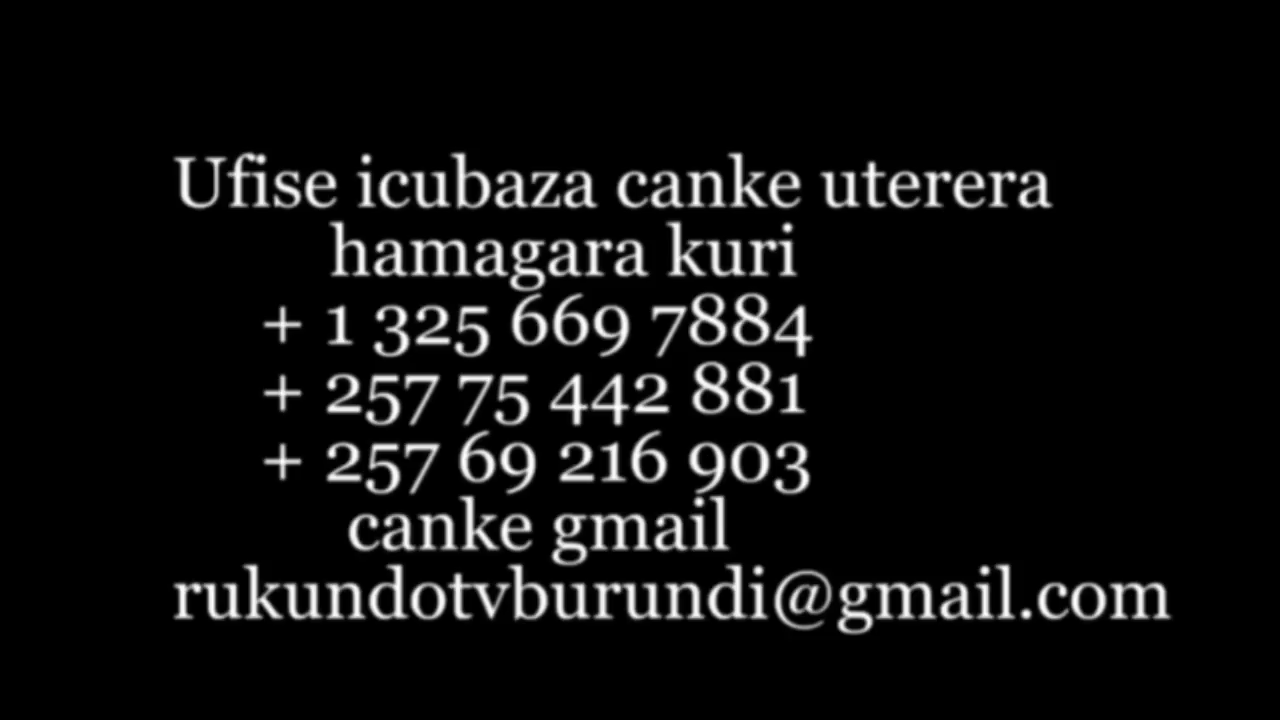 Ufise icubaza canke uterera
hamagara kuri
+ 1 325 669 7884
+ 257 75 442 881
+ 257 69 216 903
canke gmail
rukundotvburundi@gmail.com